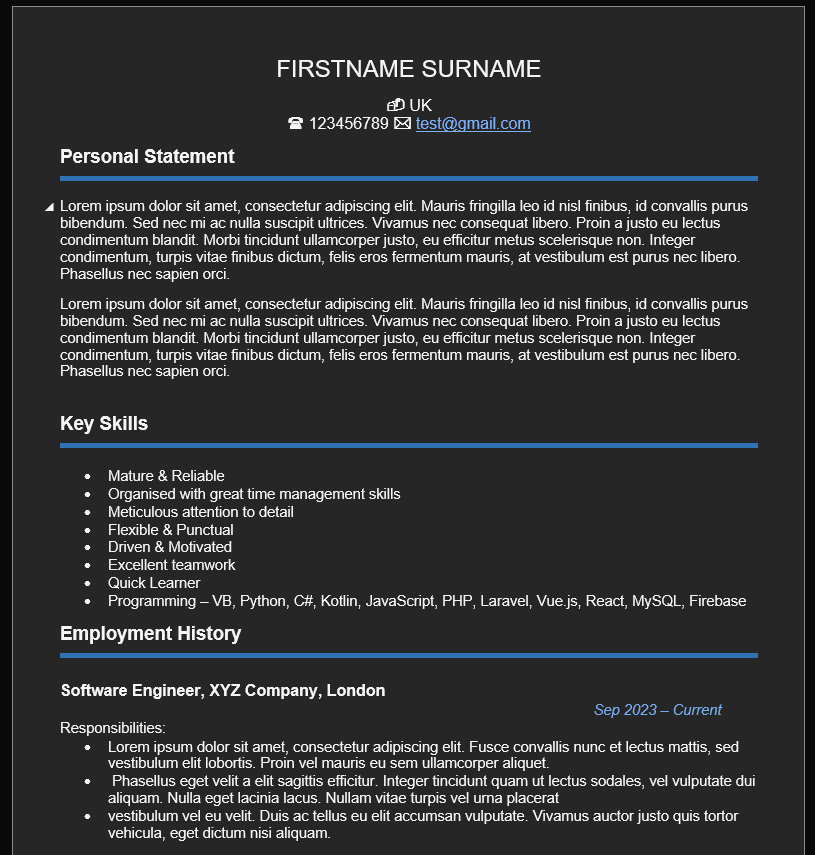 FIRSTNAME SURNAME
UK
123456789 test@gmail.com
Personal Statement
Lorem ipsum dolor sit amet, consectetur adipiscing elit. Mauris fringilla leo id nisl finibus, id convallis purus
bibendum. Sed nec mi ac nulla suscipit ultrices. Vivamus nec consequat libero. Proin a justo eu lectus
condimentum blandit. Morbi tincidunt ullamcorper justo, eu efficitur metus scelerisque non. Integer
condimentum, turpis vitae finibus dictum, felis eros fermentum mauris, at vestibulum est purus nec libero.
Phasellus nec sapien orci.
Lorem ipsum dolor sit amet, consectetur adipiscing elit. Mauris fringilla leo id nisl finibus, id convallis purus
bibendum. Sed nec mi ac nulla suscipit ultrices. Vivamus nec consequat libero. Proin a justo eu lectus
condimentum blandit. Morbi tincidunt ullamcorper justo, eu efficitur metus scelerisque non. Integer
condimentum, turpis vitae finibus dictum, felis eros fermentum mauris, at vestibulum est purus nec libero.
Phasellus nec sapien orci.
Key Skills
• Mature & Reliable
• Organised with great time management skills
• Meticulous attention to detail
• Flexible & Punctual
• Driven & Motivated
• Excellent teamwork
• Quick Learner
• Programming – VB, Python, C#, Kotlin, JavaScript, PHP, Laravel, Vue.js, React, MySQL, Firebase
Employment History
Software Engineer, XYZ Company, London
Sep 2023 – Current
Responsibilities:
• Lorem ipsum dolor sit amet, consectetur adipiscing elit. Fusce convallis nunc et lectus mattis, sed
vestibulum elit lobortis. Proin vel mauris eu sem ullamcorper aliquet.
• Phasellus eget velit a elit sagittis efficitur. Integer tincidunt quam ut lectus sodales, vel vulputate dui
aliquam. Nulla eget lacinia lacus. Nullam vitae turpis vel urna placerat
• vestibulum vel eu velit. Duis ac tellus eu elit accumsan vulputate. Vivamus auctor justo quis tortor
vehicula, eget dictum nisi aliquam.